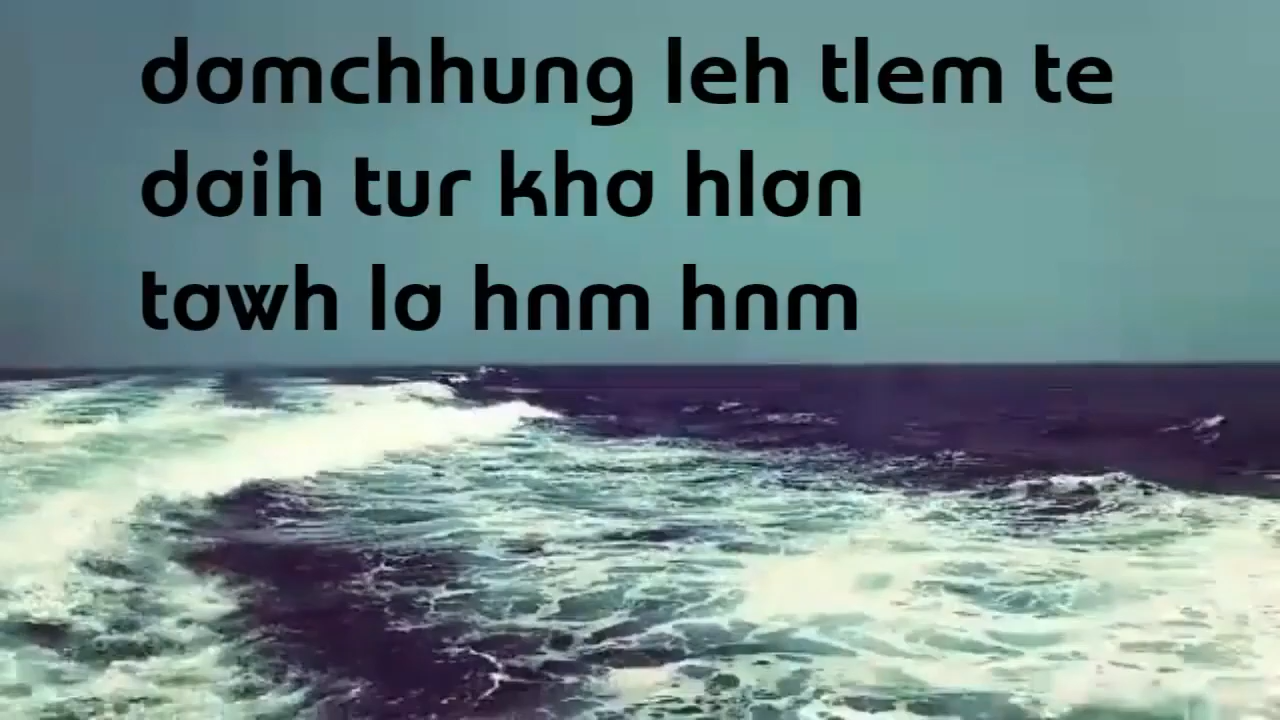 damchhung leh tlem te
daih tur kha hlan
tawh la hnm hnm